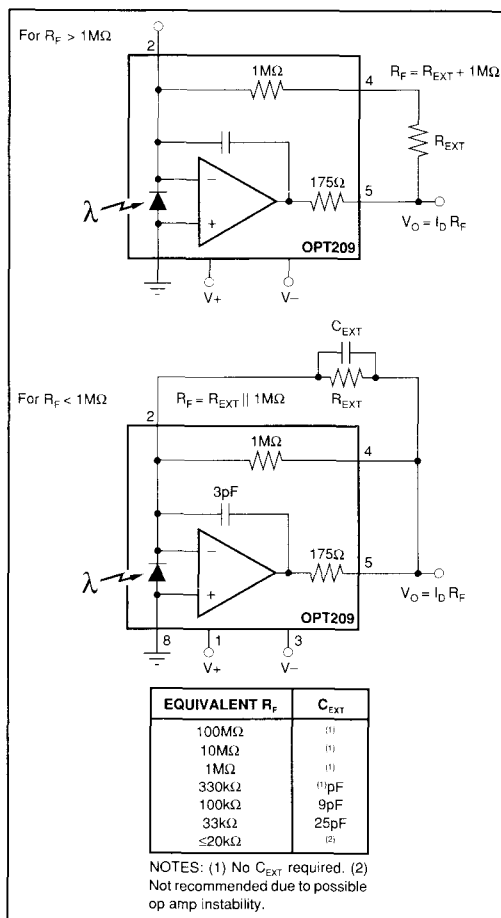 For R_F > 1MΩ
2
1MΩ
4
R_F = R_EXT + 1MΩ
R_EXT
λ
−
+
175Ω
5
V_O = I_D R_F
OPT209
V+
V−
C_EXT
R_EXT
For R_F < 1MΩ
R_F = R_EXT || 1MΩ
2
1MΩ
4
3pF
λ
−
+
175Ω
5
V_O = I_D R_F
OPT209
8
1
3
V+
V−
EQUIVALENT R_F C_EXT
100MΩ (1)
10MΩ (1)
1MΩ (1)
330kΩ (1)pF
100kΩ 9pF
33kΩ 25pF
≤20kΩ (2)
NOTES: (1) No C_EXT required. (2)
Not recommended due to possible
op amp instability.